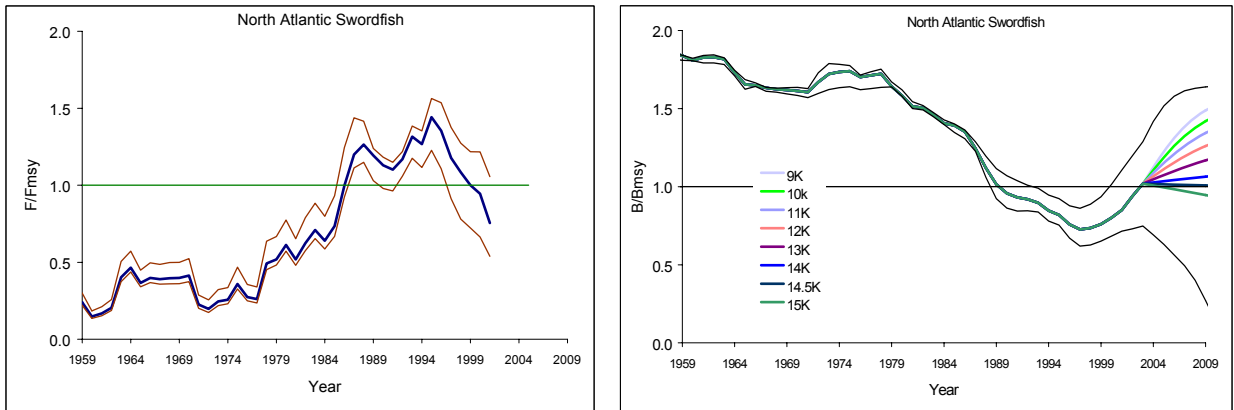 North Atlantic Swordfish
F/Fmsy
2.0
1.5
1.0
0.5
0.0
1959 1964 1969 1974 1979 1984 1989 1994 1999 2004 2009
Year
North Atlantic Swordfish
B/Bmsy
2.0
1.5
1.0
0.5
0.0
9K
10k
11K
12K
13K
14K
14.5K
15K
1959 1964 1969 1974 1979 1984 1989 1994 1999 2004 2009
Year